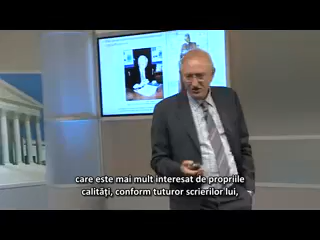 care este mai mult interesat de propriile
calități, conform tuturor scrierilor lui,